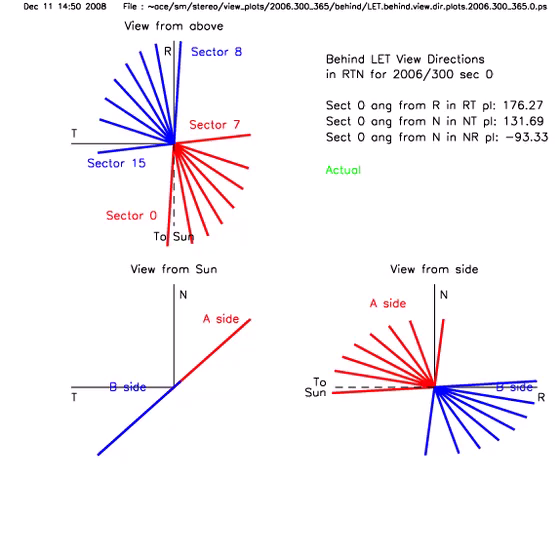 Dec 11 14:50 2008 File : ~ace/sm/stereo/view_plots/2006.300_365/behind/LET.behind.view.dir.plots.2006.300_365.0.ps
View from above
R
Sector 8
T
Sector 7
Sector 15
Sector 0
To Sun
Behind LET View Directions
in RTN for 2006/300 sec 0
Sect 0 ang from R in RT pl: 176.27
Sect 0 ang from N in NT pl: 131.69
Sect 0 ang from N in NR pl: −93.33
Actual
View from Sun
N
A side
B side
T
View from side
N
A side
To
Sun
B side
R